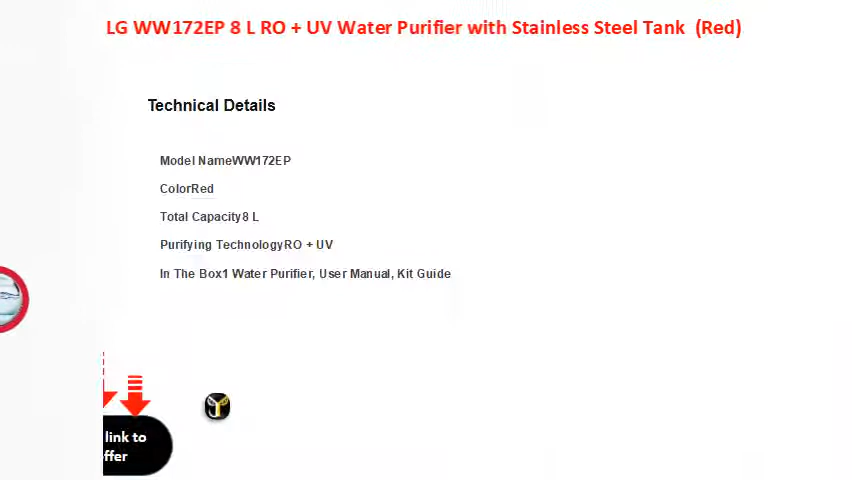 LG WW172EP 8 L RO + UV Water Purifier with Stainless Steel Tank (Red)
Technical Details
Model NameWW172EP
ColorRed
Total Capacity8 L
Purifying TechnologyRO + UV
In The Box1 Water Purifier, User Manual, Kit Guide
link to
ffer